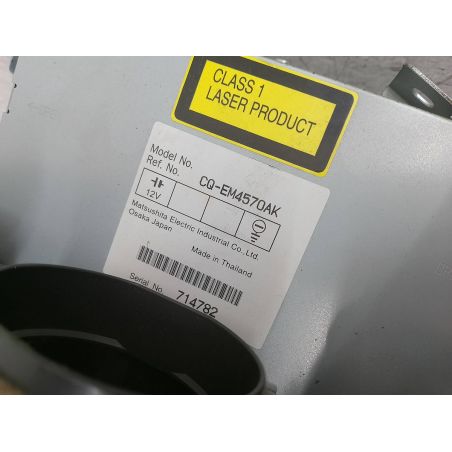 CLASS 1
LASER PRODUCT
Model No.
Ref. No. CQ-EM4570AK
12V
Matsushita Electric Industrial Co.,Ltd.
Osaka Japan
Made in Thailand
Serial No. 714782